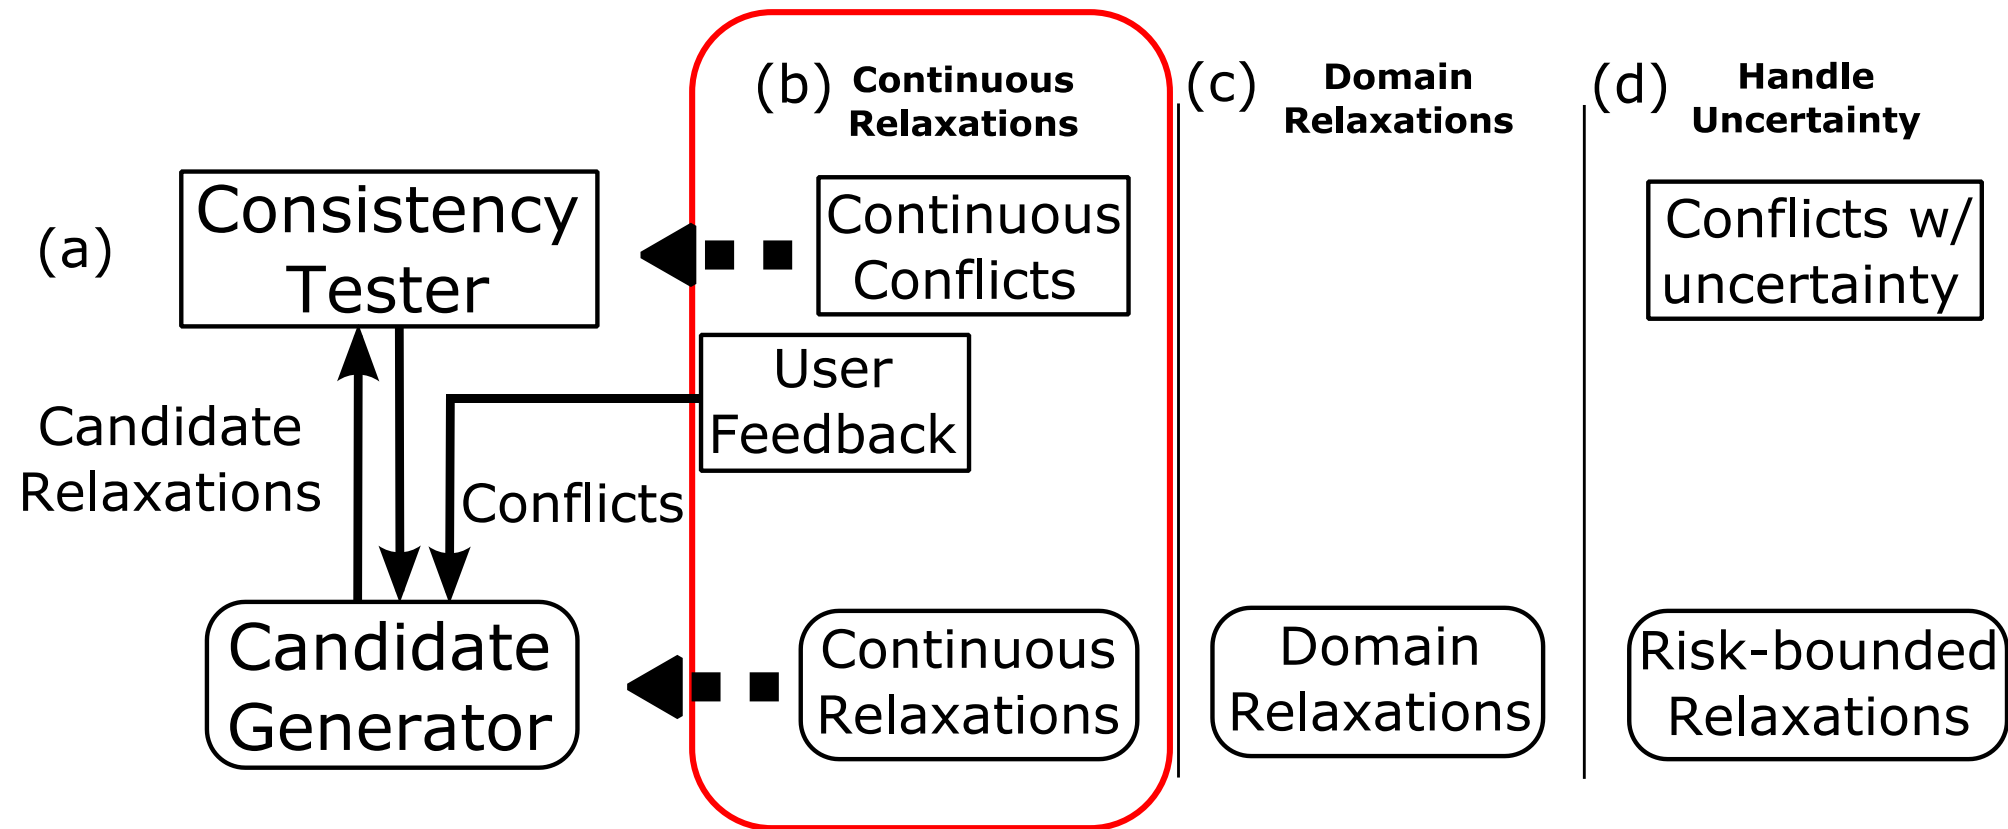 (a)
Consistency
Tester
Candidate
Relaxations
Conflicts
Candidate
Generator
(b)
Continuous
Relaxations
Continuous
Conflicts
User
Feedback
Continuous
Relaxations
(c)
Domain
Relaxations
Domain
Relaxations
(d)
Handle
Uncertainty
Conflicts w/
uncertainty
Risk-bounded
Relaxations